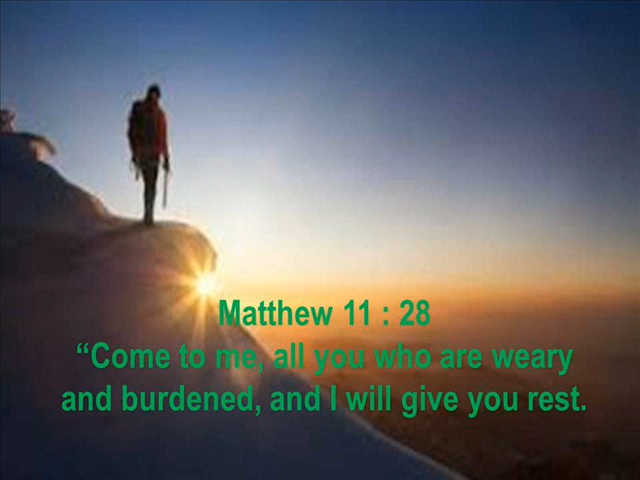 Matthew 11 : 28
“Come to me, all you who are weary
and burdened, and I will give you rest.